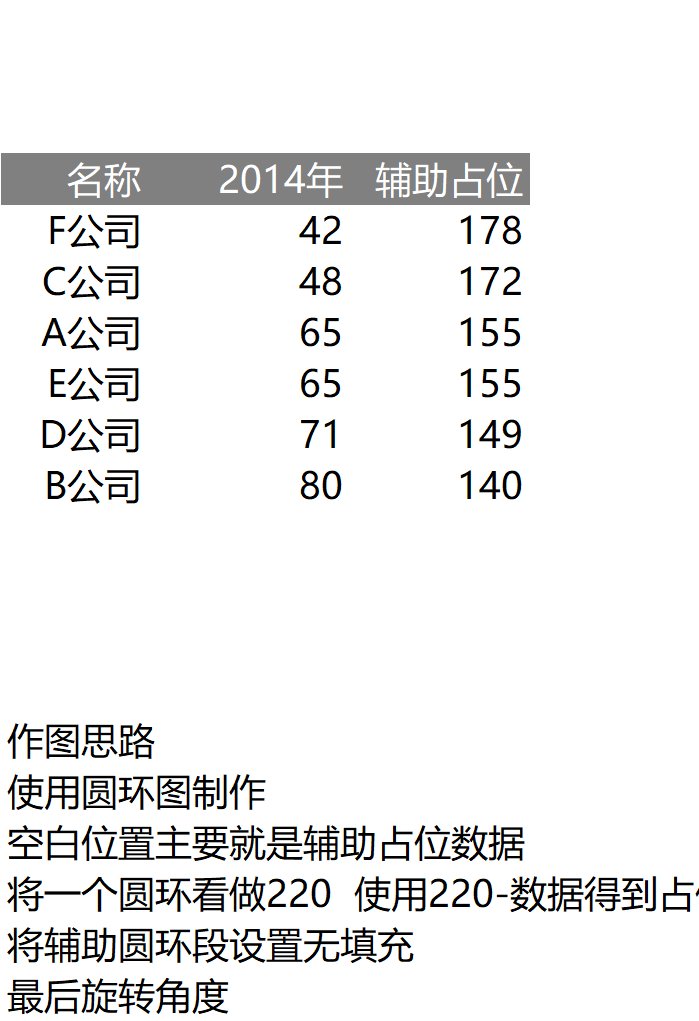 名称 2014年 辅助占位
F公司 42 178
C公司 48 172
A公司 65 155
E公司 65 155
D公司 71 149
B公司 80 140
作图思路
使用圆环图制作
空白位置主要就是辅助占位数据
将一个圆环看做220 使用220-数据得到占
将辅助圆环段设置无填充
最后旋转角度